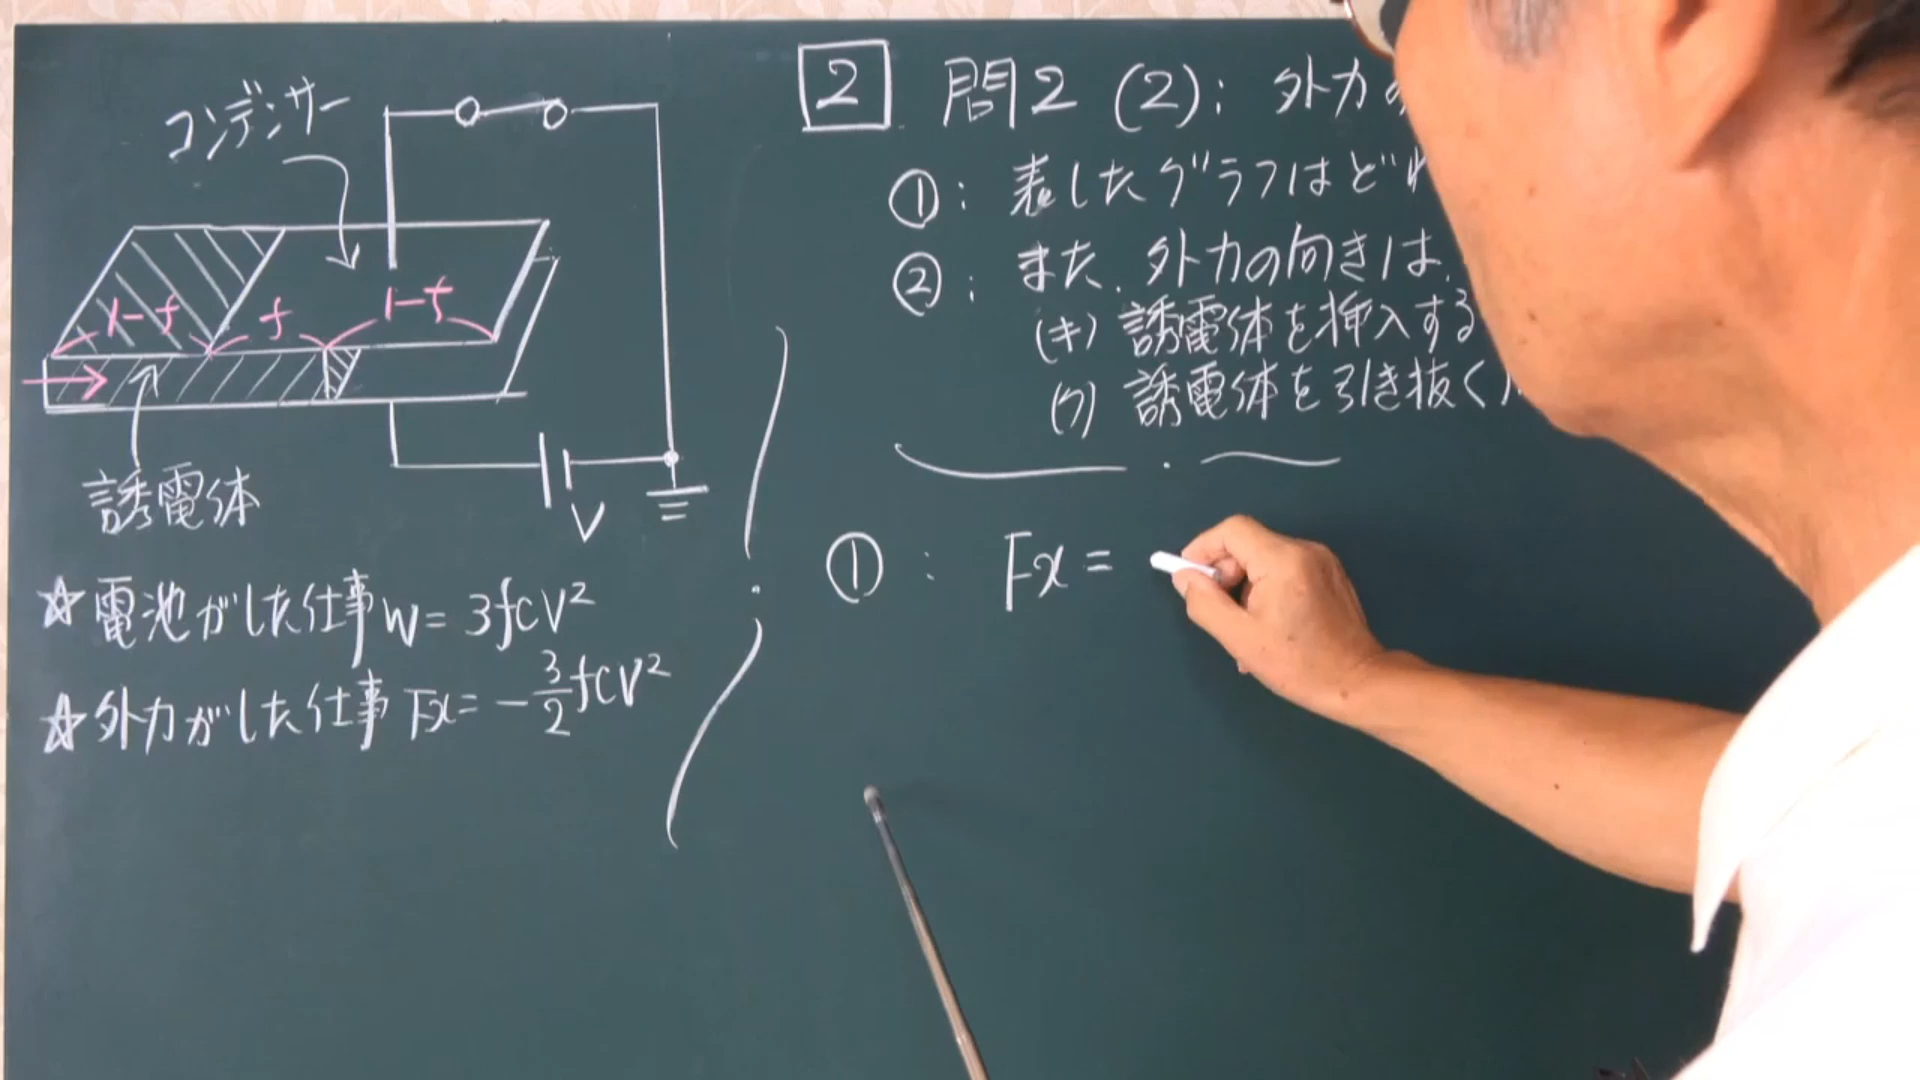 コンデンサー
1-f f 1-f
誘電体
V
☆電池がした仕事W= 3fCV²
☆外力がした仕事 Fx= -3/2 fCV²
2 問2 (2): 外力
①: 表したグラフはど
②: また. 外力の向きは.
(キ) 誘電体を挿入する
(ク) 誘電体を引き抜く
①: Fx=